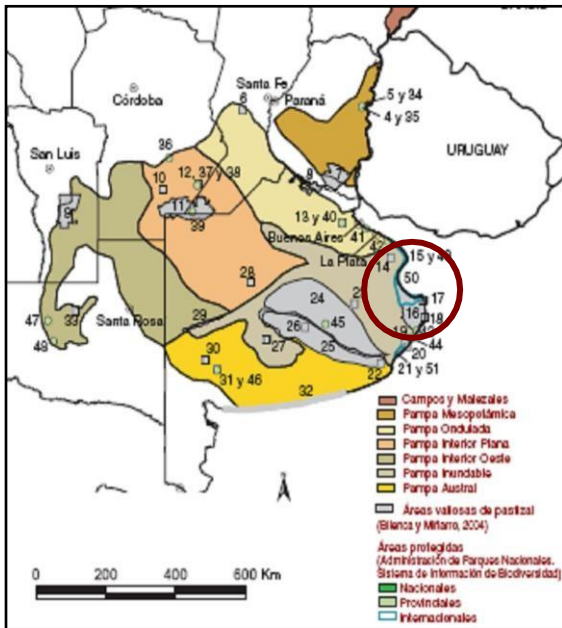 Santa Fe
6
Paraná
5 y 34
4 y 35
Córdoba
URUGUAY
San Luis
36
10
12, 37 y 38
8
7
9
11
39
13 y 40
Buenos Aires
41
42
La Plata
14
15 y
50
28
24
17
16
18
47
33
Santa Rosa
29
26
45
19
48
27
25
44
20
30
22
21 y 51
31 y 46
32
Campos y Malezales
Pampa Mesopotámica
Pampa Ondulada
Pampa Interior Plana
Pampa Interior Oeste
Pampa Inundable
Pampa Austral
Áreas valiosas de pastizal
(Bilenca y Miñarro, 2004)
Áreas protegidas
(Administración de Parques Nacionales.
Sistema de Información de Biodiversidad)
Nacionales
Provinciales
Internacionales
0 200 400 600 Km